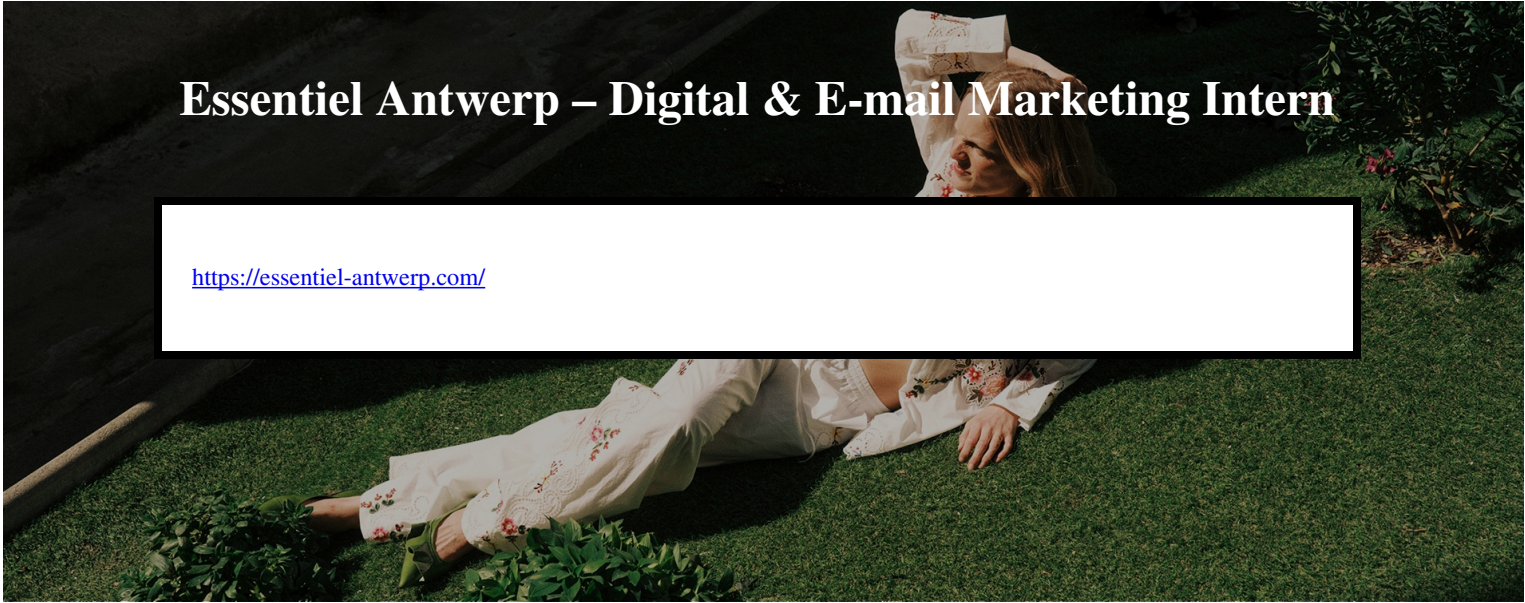 Essentiel Antwerp – Digital & E-mail Marketing Intern
https://essentiel-antwerp.com/